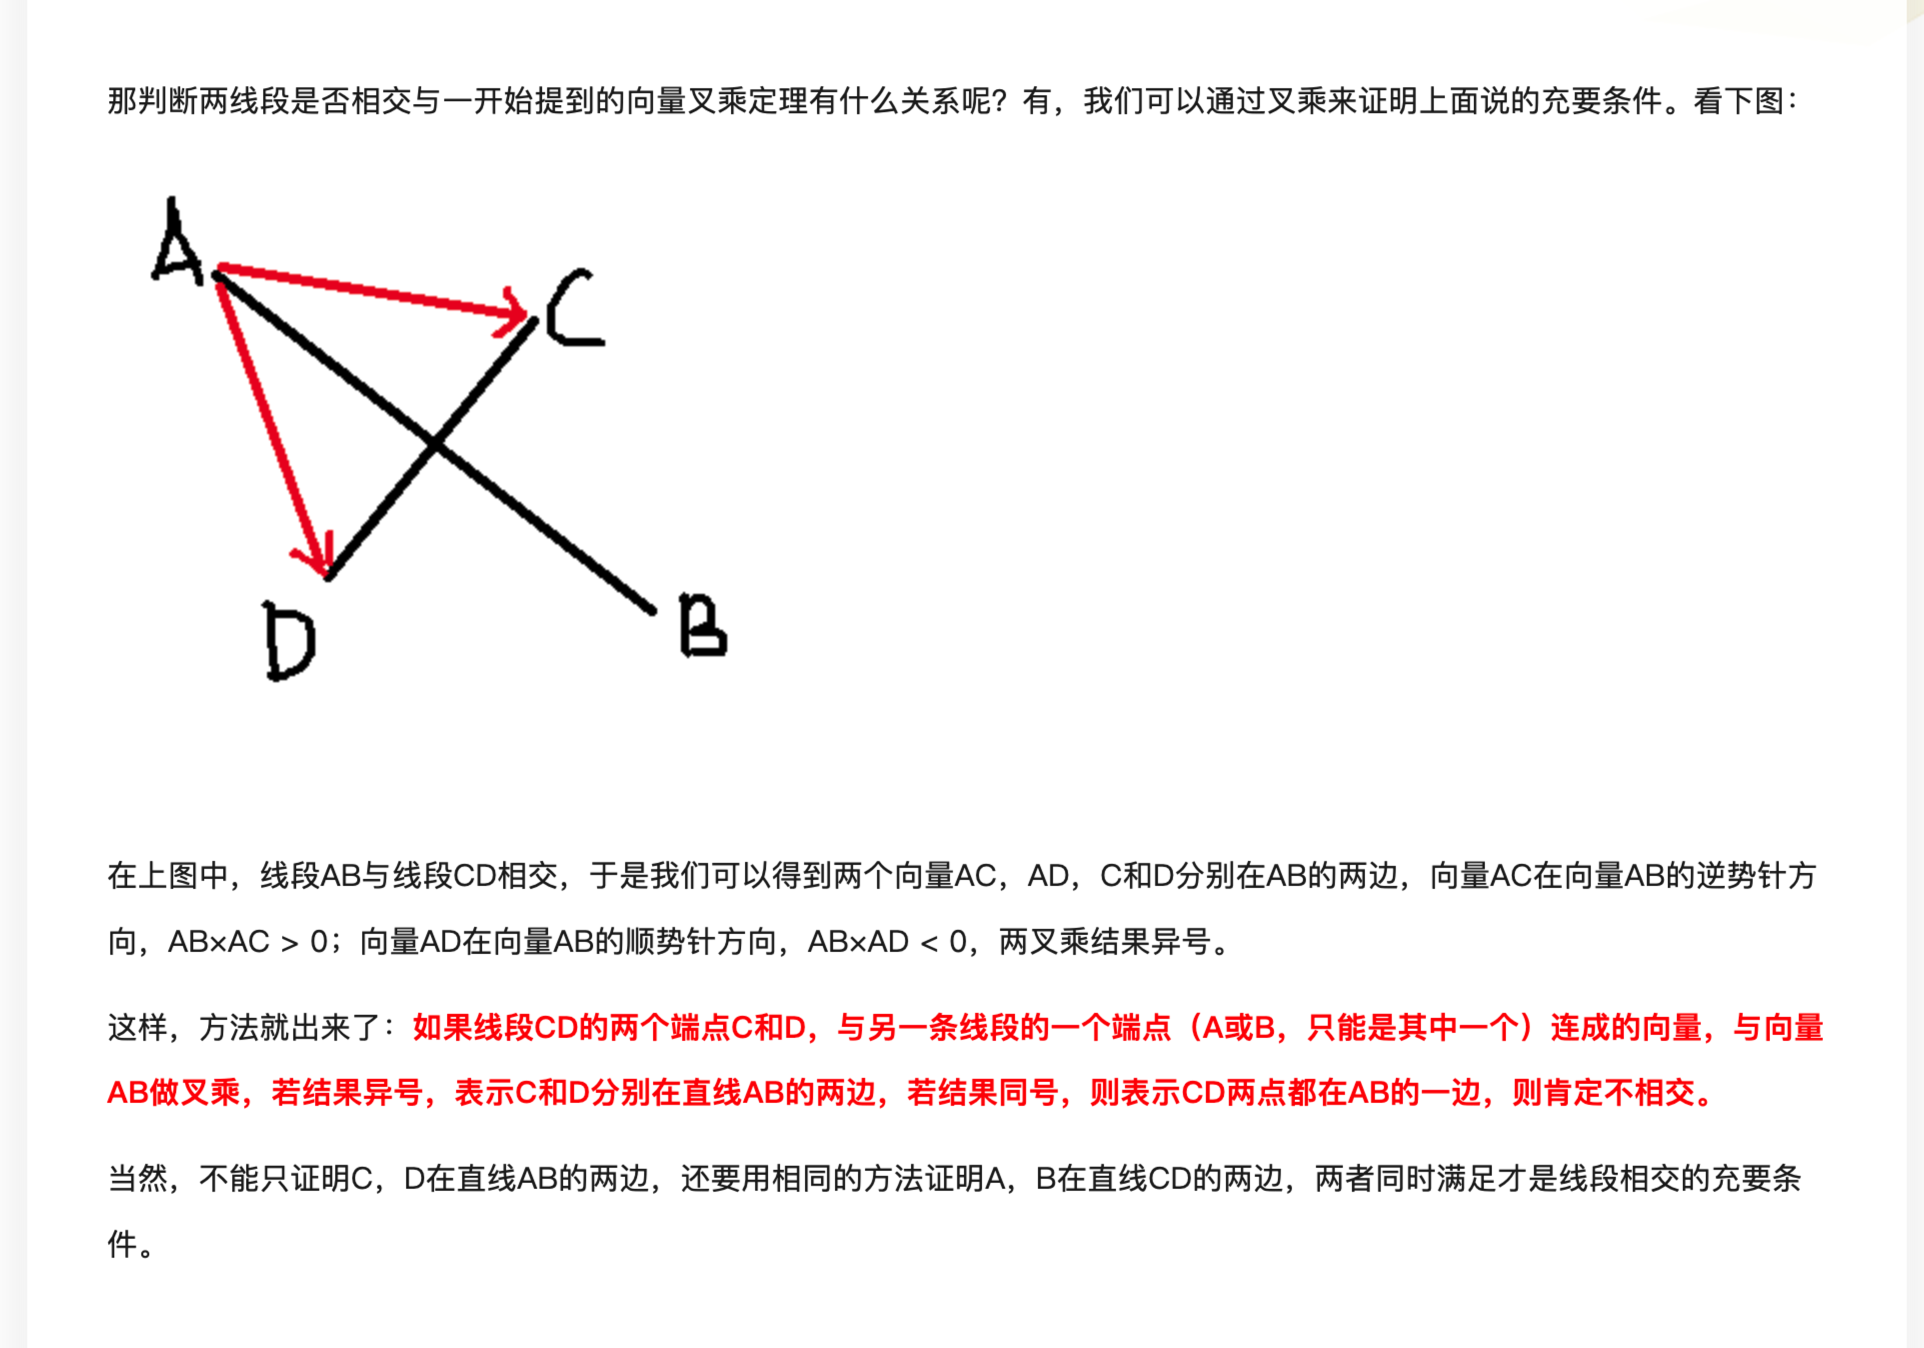 那判断两线段是否相交与一开始提到的向量叉乘定理有什么关系呢？有，我们可以通过叉乘来证明上面说的充要条件。看下图：
A
C
D
B
在上图中，线段AB与线段CD相交，于是我们可以得到两个向量AC，AD，C和D分别在AB的两边，向量AC在向量AB的逆势针方
向，AB×AC > 0；向量AD在向量AB的顺势针方向，AB×AD < 0，两叉乘结果异号。
这样，方法就出来了：如果线段CD的两个端点C和D，与另一条线段的一个端点（A或B，只能是其中一个）连成的向量，与向量
AB做叉乘，若结果异号，表示C和D分别在直线AB的两边，若结果同号，则表示CD两点都在AB的一边，则肯定不相交。
当然，不能只证明C，D在直线AB的两边，还要用相同的方法证明A，B在直线CD的两边，两者同时满足才是线段相交的充要条
件。